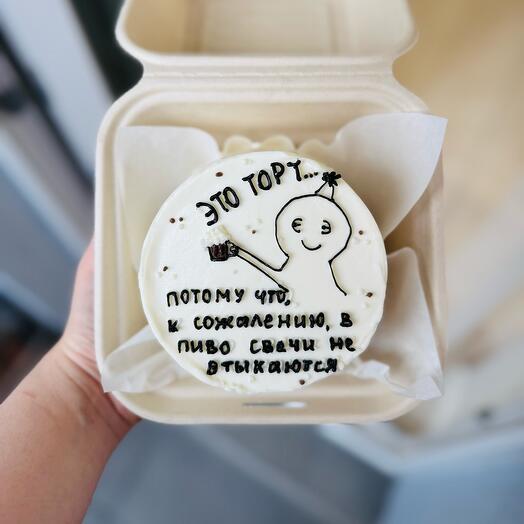 ЭТО ТОРТ...
ПОТОМУ ЧТО,
К СОЖАЛЕНИЮ, В
ПИВО СВЕЧИ НЕ
ВТЫКАЮТСЯ